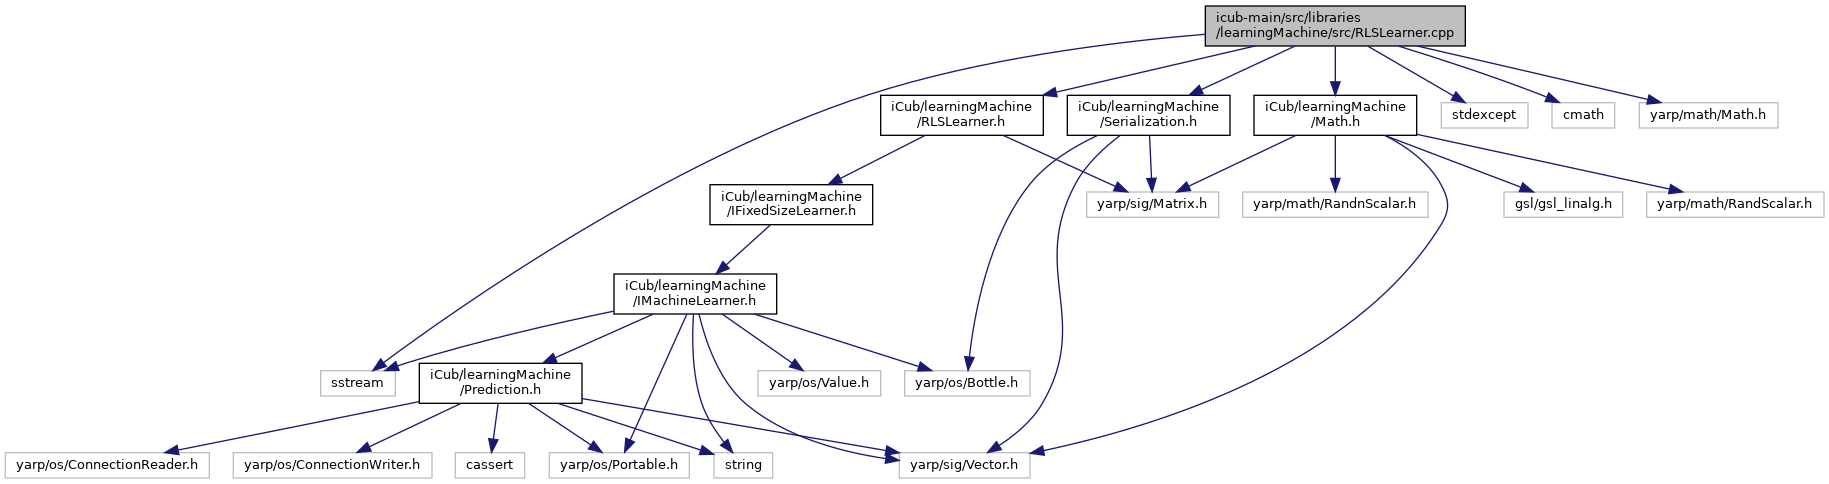 icub-main/src/libraries
/learningMachine/src/RLSLearner.cpp
iCub/learningMachine
/RLSLearner.h
iCub/learningMachine
/Serialization.h
iCub/learningMachine
/Math.h
stdexcept
cmath
yarp/math/Math.h
iCub/learningMachine
/IFixedSizeLearner.h
yarp/sig/Matrix.h
yarp/math/RandnScalar.h
gsl/gsl_linalg.h
yarp/math/RandScalar.h
iCub/learningMachine
/IMachineLearner.h
sstream
iCub/learningMachine
/Prediction.h
yarp/os/Value.h
yarp/os/Bottle.h
yarp/os/ConnectionReader.h
yarp/os/ConnectionWriter.h
cassert
yarp/os/Portable.h
string
yarp/sig/Vector.h